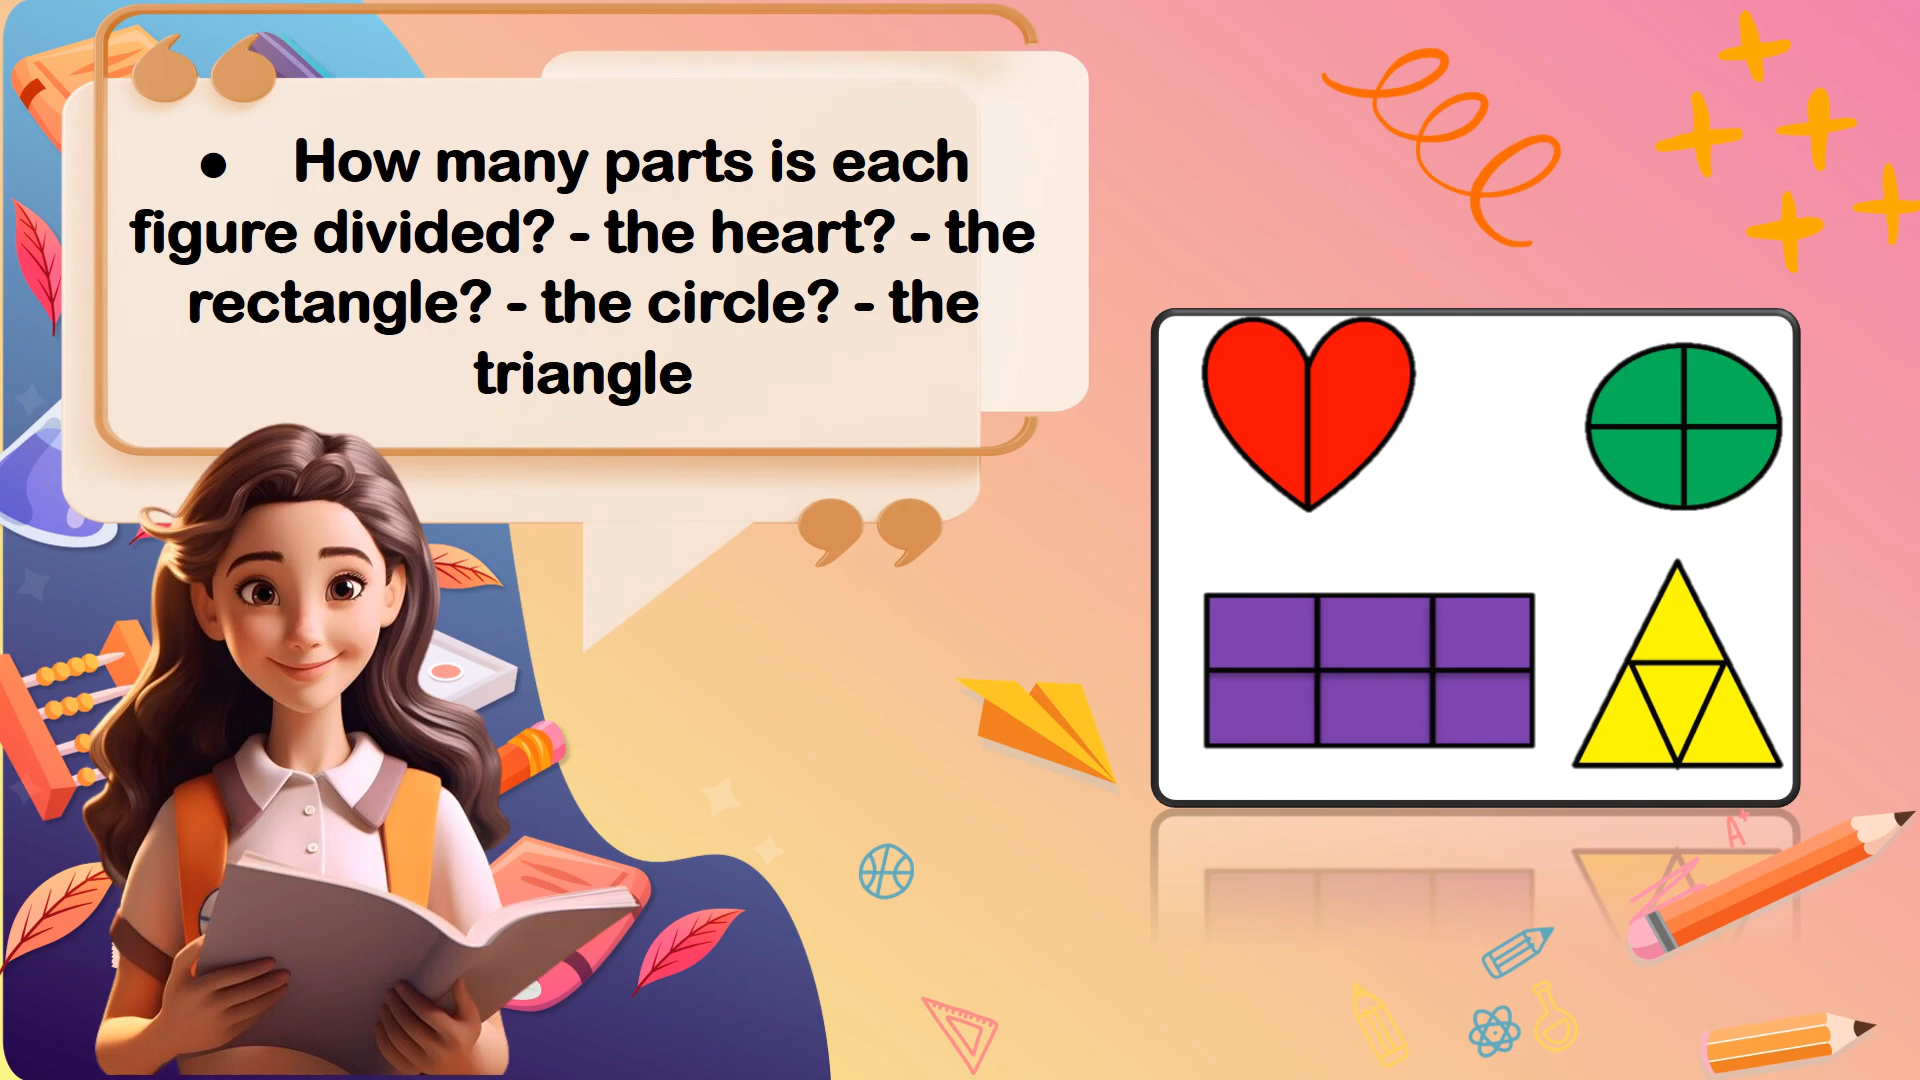 ● How many parts is each
figure divided? - the heart? - the
rectangle? - the circle? - the
triangle
A+